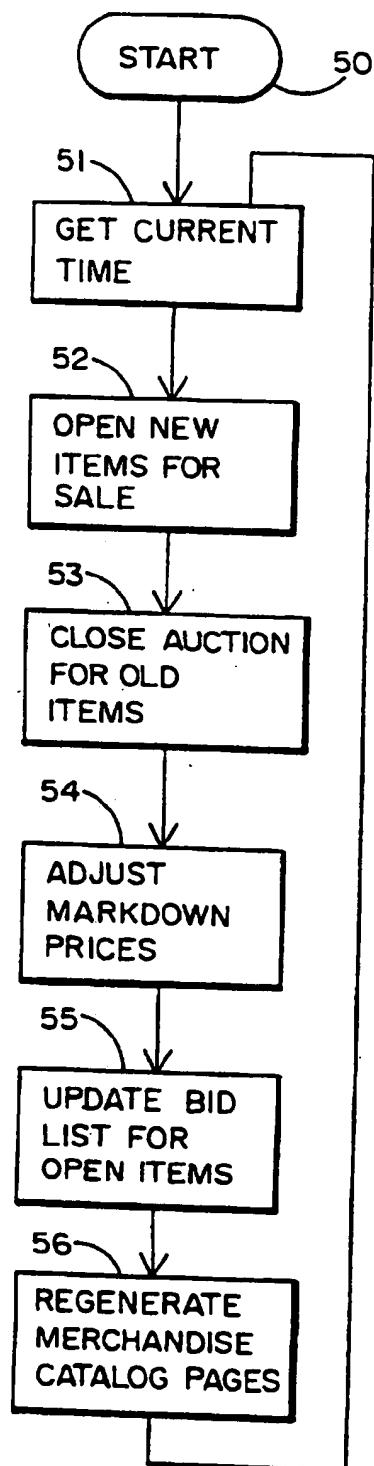 START
50
51
GET CURRENT
TIME
52
OPEN NEW
ITEMS FOR
SALE
53
CLOSE AUCTION
FOR OLD
ITEMS
54
ADJUST
MARKDOWN
PRICES
55
UPDATE BID
LIST FOR
OPEN ITEMS
56
REGENERATE
MERCHANDISE
CATALOG PAGES